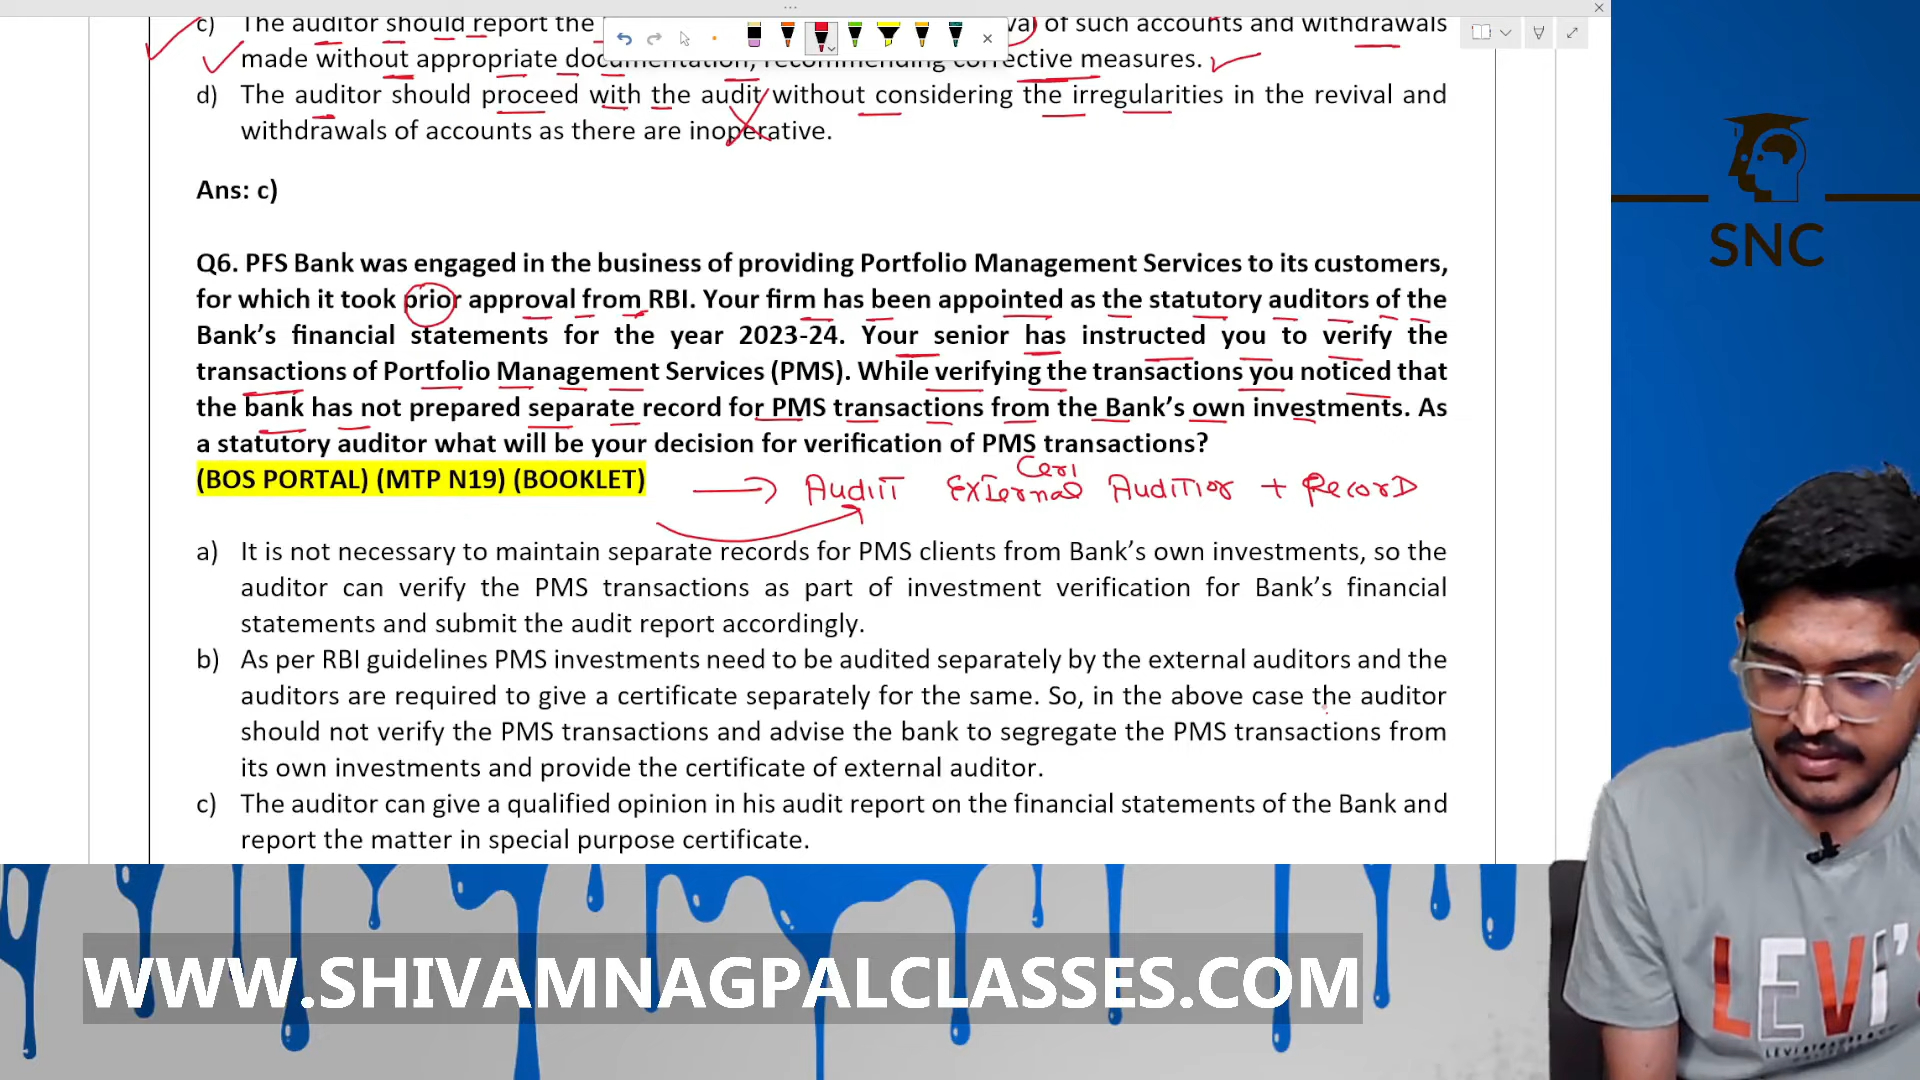 c) The auditor should report the of such accounts and withdrawals
made without appropriate documentation, recommending corrective measures.
d) The auditor should proceed with the audit without considering the irregularities in the revival and
withdrawals of accounts as there are inoperative.
Ans: c)
Q6. PFS Bank was engaged in the business of providing Portfolio Management Services to its customers,
for which it took prior approval from RBI. Your firm has been appointed as the statutory auditors of the
Bank's financial statements for the year 2023-24. Your senior has instructed you to verify the
transactions of Portfolio Management Services (PMS). While verifying the transactions you noticed that
the bank has not prepared separate record for PMS transactions from the Bank's own investments. As
a statutory auditor what will be your decision for verification of PMS transactions?
(BOS PORTAL) (MTP N19) (BOOKLET)
Ceri
Audit External Auditior + Record
a) It is not necessary to maintain separate records for PMS clients from Bank's own investments, so the
auditor can verify the PMS transactions as part of investment verification for Bank's financial
statements and submit the audit report accordingly.
b) As per RBI guidelines PMS investments need to be audited separately by the external auditors and the
auditors are required to give a certificate separately for the same. So, in the above case the auditor
should not verify the PMS transactions and advise the bank to segregate the PMS transactions from
its own investments and provide the certificate of external auditor.
c) The auditor can give a qualified opinion in his audit report on the financial statements of the Bank and
report the matter in special purpose certificate.
SNC
WWW.SHIVAMNAGPALCLASSES.COM
LEVI'S